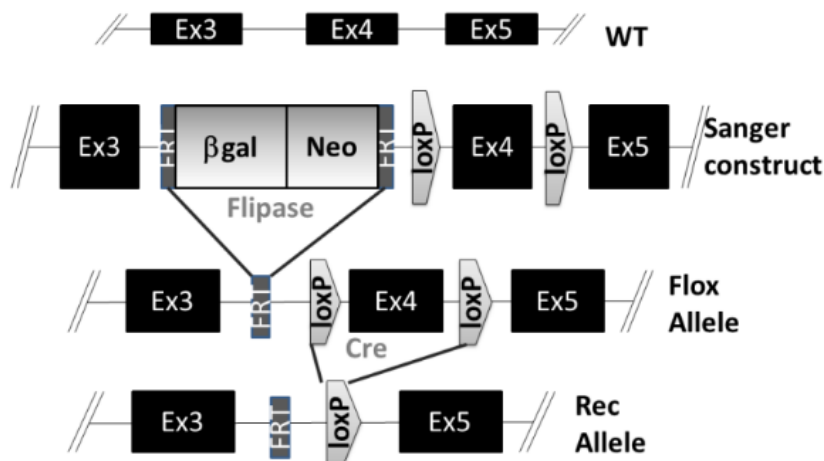 Ex3 Ex4 Ex5 WT
Ex3 FRT βgal Neo FRT loxP Ex4 loxP Ex5 Sanger
construct
Flipase
Ex3 FRT loxP Ex4 loxP Ex5 Flox
Allele
Cre
Ex3 FRT loxP Ex5 Rec
Allele